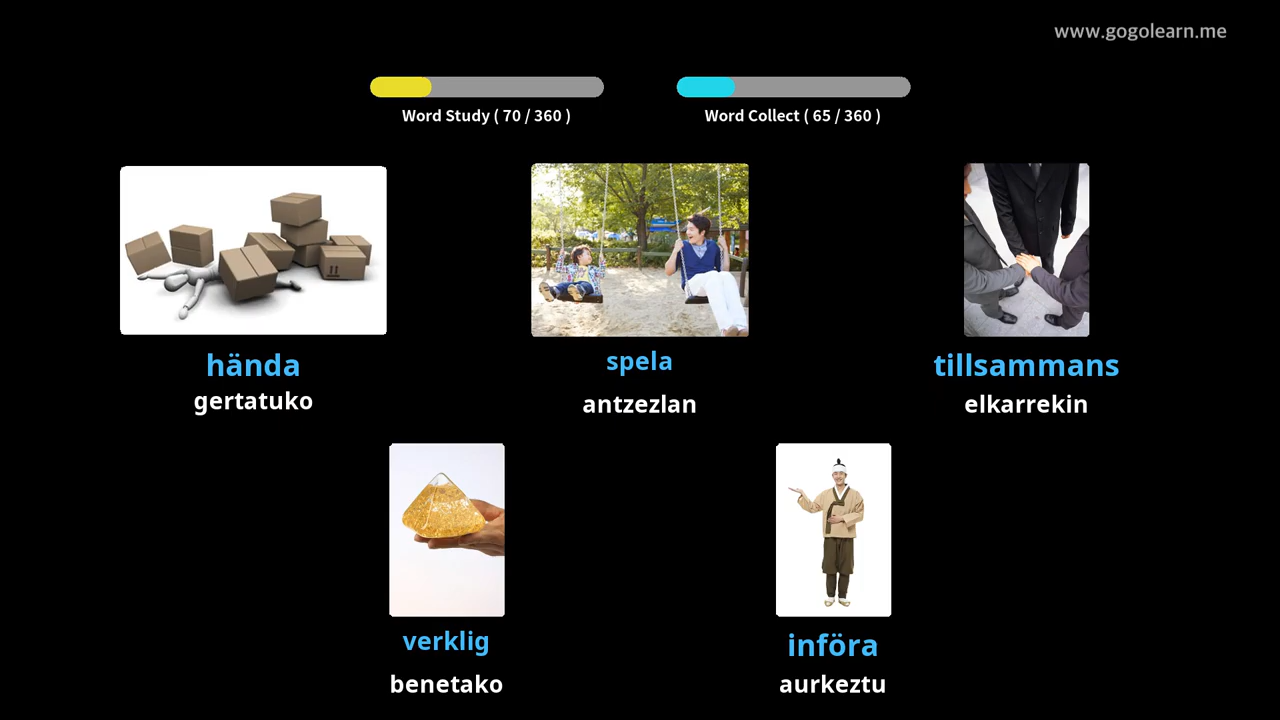 www.gogolearn.me
Word Study ( 70 / 360 )
Word Collect ( 65 / 360 )
hända
gertatuko
spela
antzezlan
tillsammans
elkarrekin
verklig
benetako
införa
aurkeztu